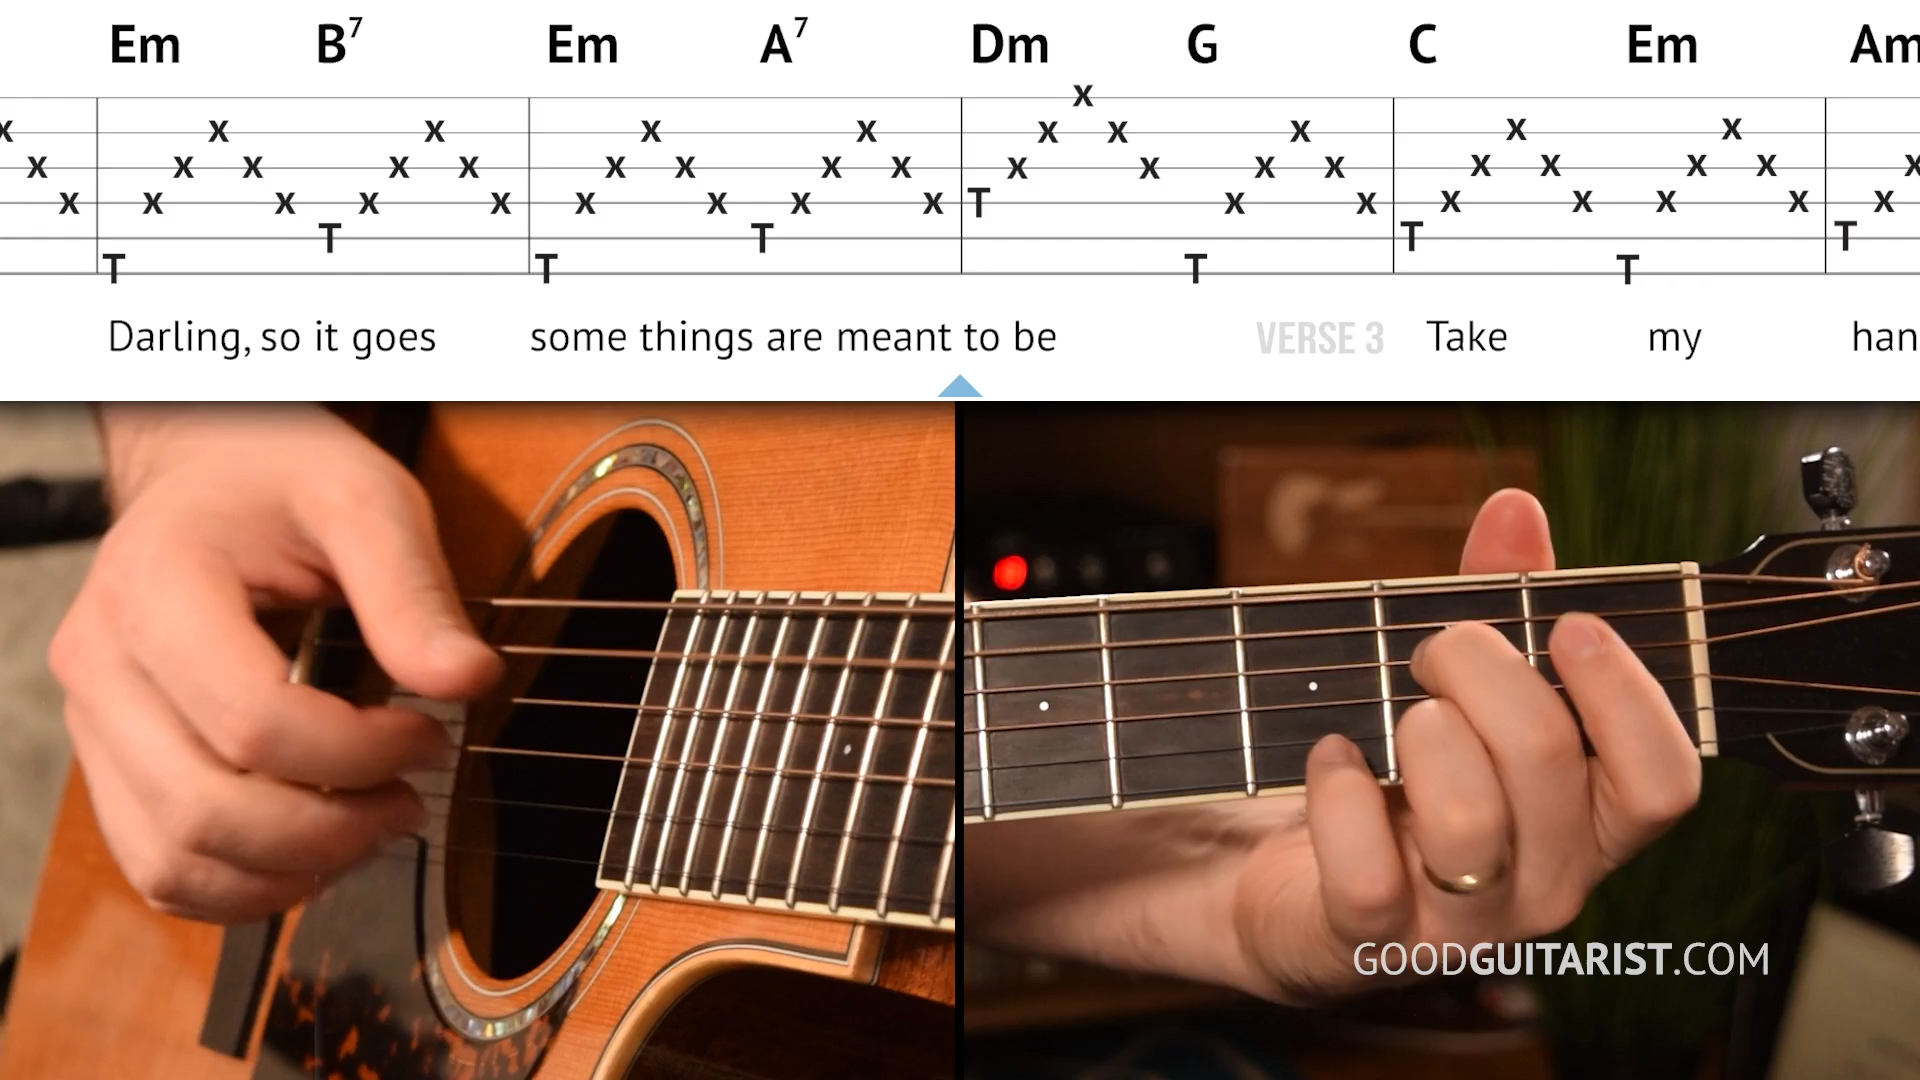 Em B7 Em A7 Dm G C Em Am
x
x x x x x x x x x
x x x x x x x x x x x x x x x x x
x x x x T x x x x x x x x
T T T T
T T T T
Darling, so it goes some things are meant to be VERSE 3 Take my han
GOODGUITARIST.COM